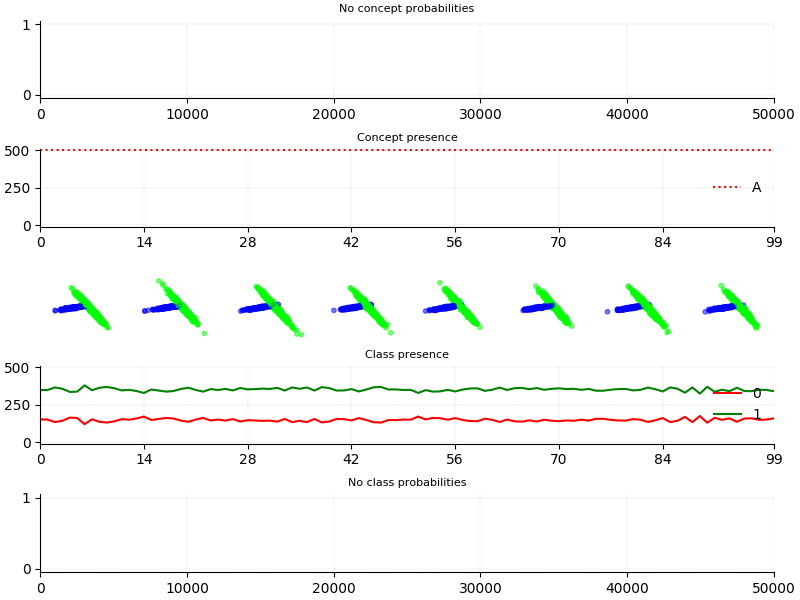 No concept probabilities
1
0
0 10000 20000 30000 40000 50000
Concept presence
500
250
0
A
0 14 28 42 56 70 84 99
Class presence
500
250
0
0
1
0 14 28 42 56 70 84 99
No class probabilities
1
0
0 10000 20000 30000 40000 50000